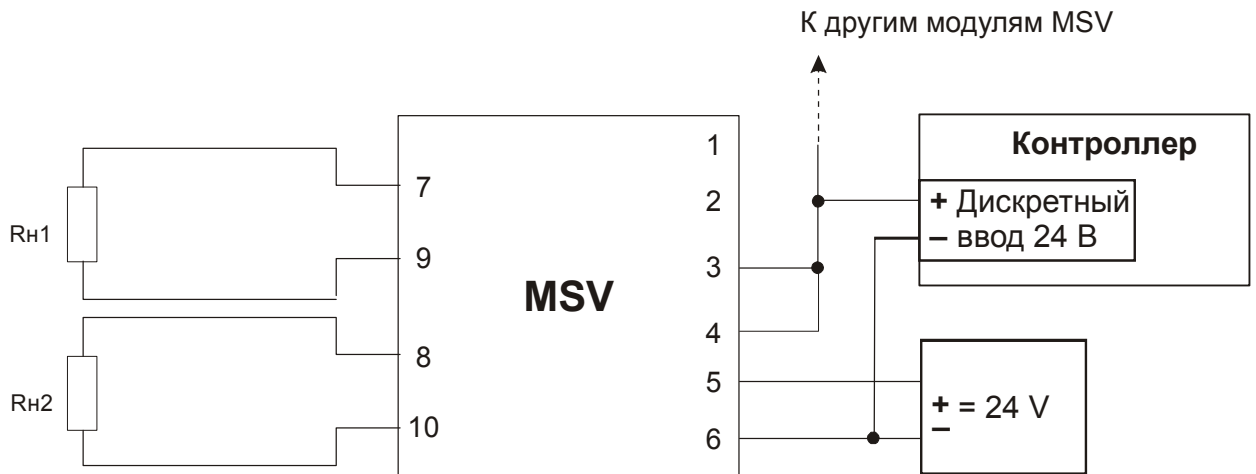 К другим модулям MSV
Контроллер
+ Дискретный
– ввод 24 В
MSV
1
2
3
4
5
6
7
9
8
10
Rн1
Rн2
+ = 24 V
–